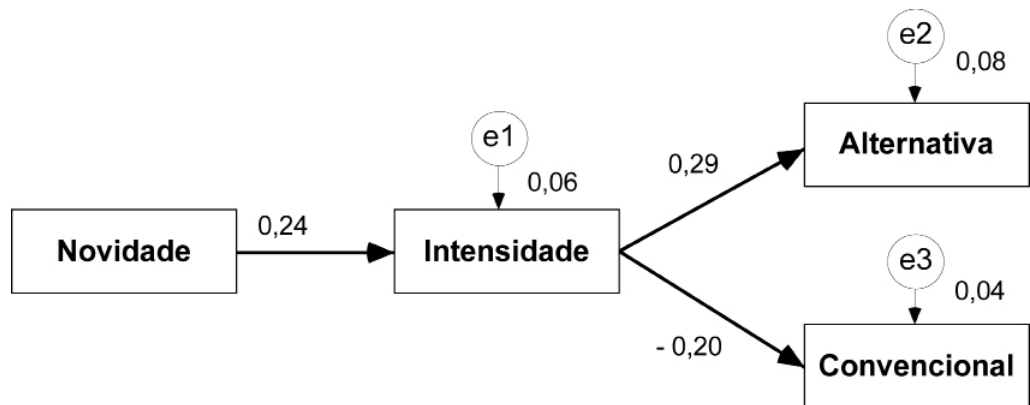 e2
0,08
Alternativa
e1
0,06
0,29
0,24
Novidade
Intensidade
e3
0,04
- 0,20
Convencional